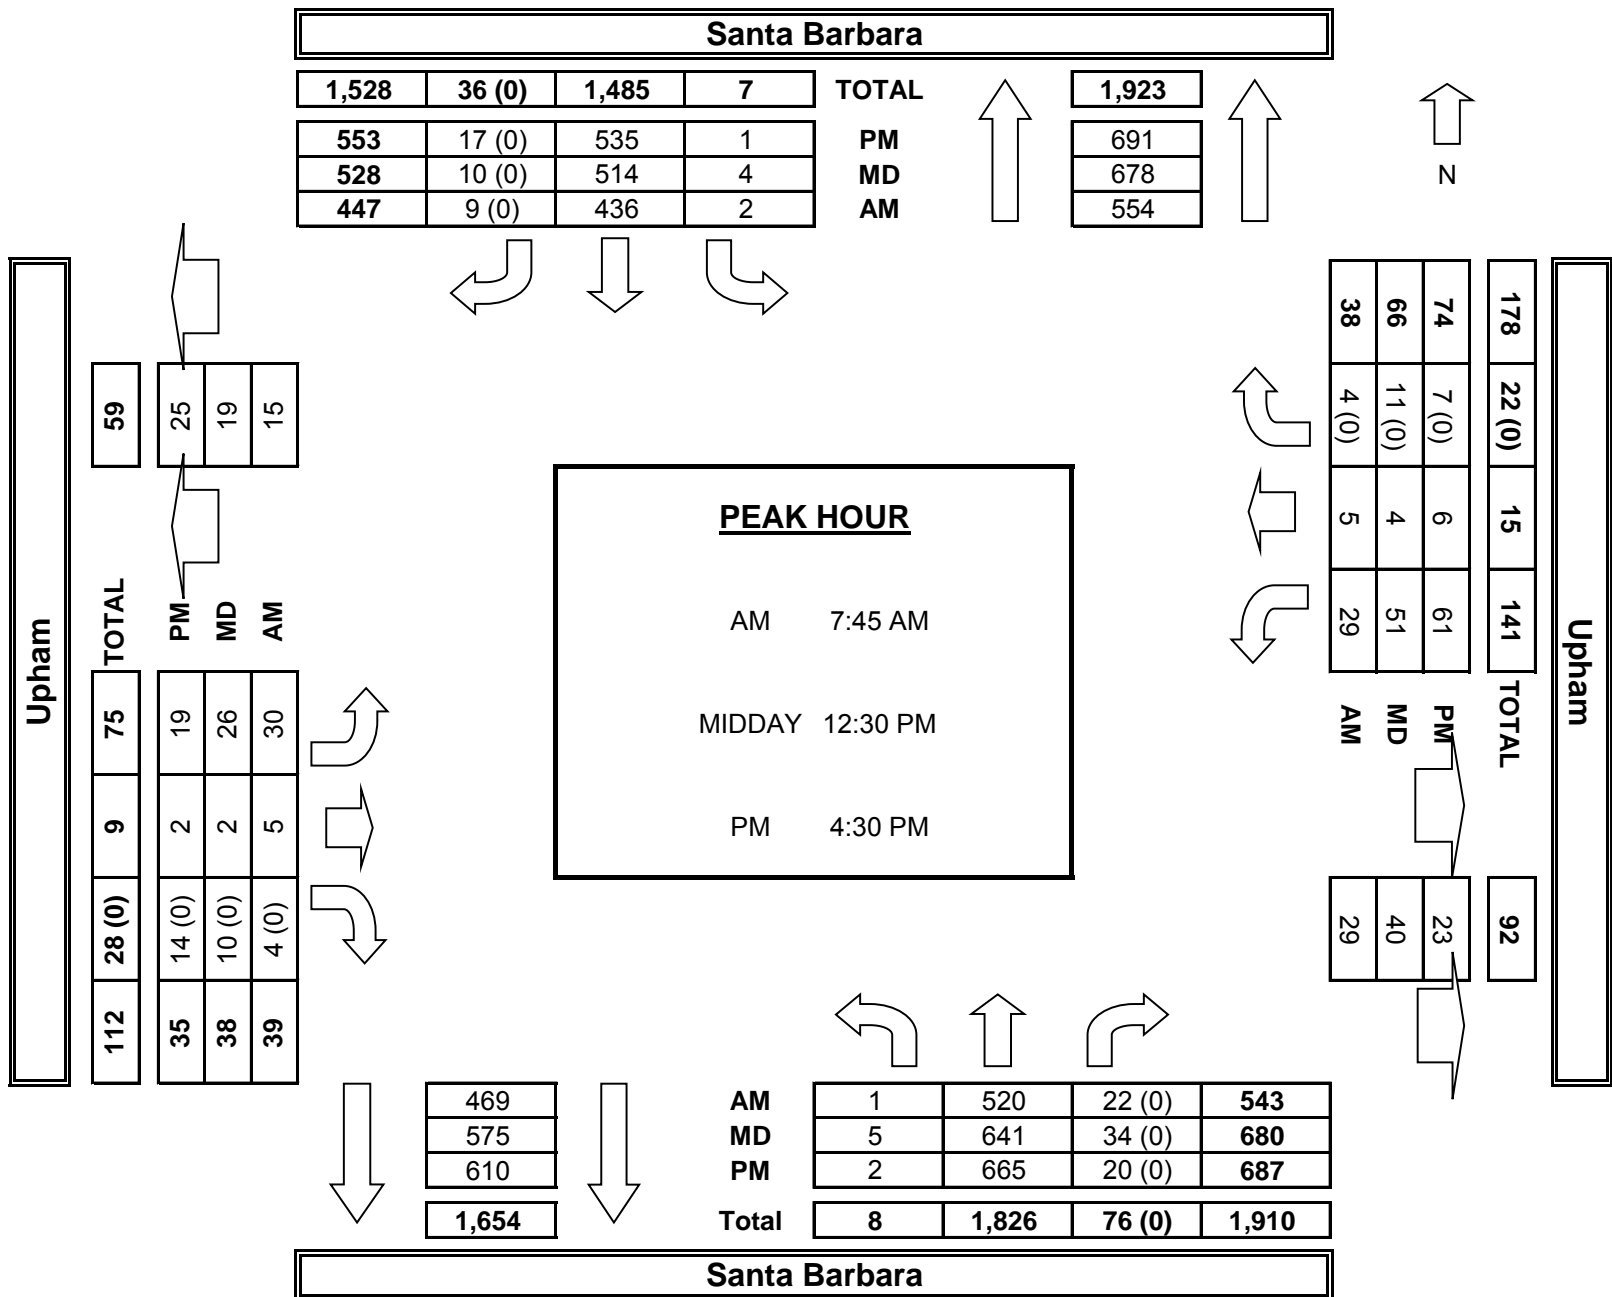 Santa Barbara
1,528 36 (0) 1,485 7 TOTAL 1,923
553 17 (0) 535 1 PM 691
528 10 (0) 514 4 MD 678
447 9 (0) 436 2 AM 554
N
Upham
59 25 19 15
TOTAL PM MD AM
75 19 26 30
9 2 2 5
28 (0) 14 (0) 10 (0) 4 (0)
112 35 38 39
PEAK HOUR
AM 7:45 AM
MIDDAY 12:30 PM
PM 4:30 PM
38 66 74 178
4 (0) 11 (0) 7 (0) 22 (0)
5 4 6 15
29 51 61 141
AM MD PM TOTAL
29 40 23 92
Upham
469 AM 1 520 22 (0) 543
575 MD 5 641 34 (0) 680
610 PM 2 665 20 (0) 687
1,654 Total 8 1,826 76 (0) 1,910
Santa Barbara